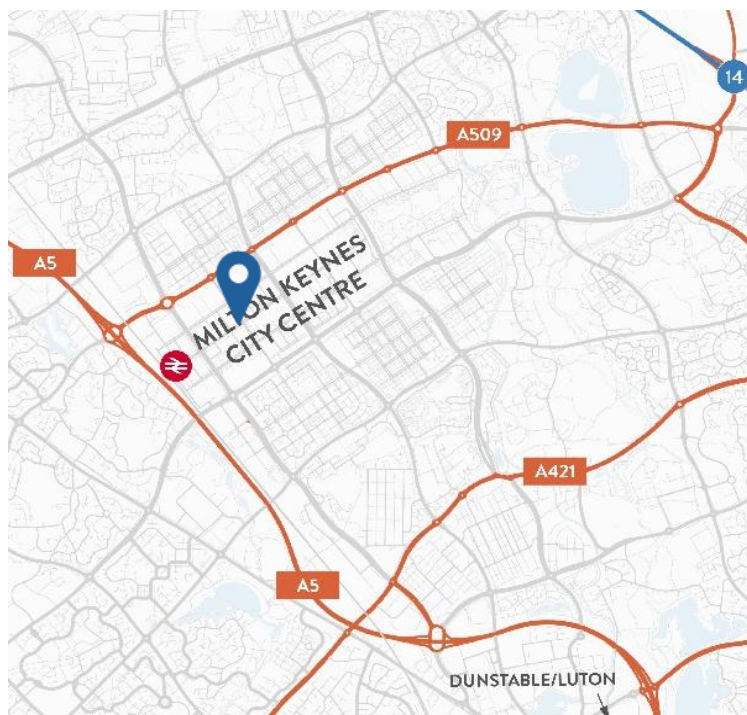 14
A509
A5
MILTON KEYNES
CITY CENTRE
A421
A5
DUNSTABLE/LUTON